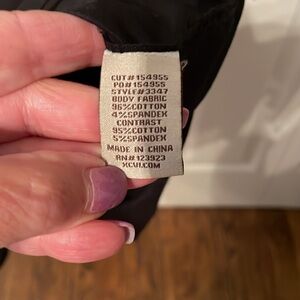 CUT#154955
PO#154955
STYLE#3347
BODY FABRIC
96%COTTON
4%SPANDEX
CONTRAST
95%COTTON
5%SPANDEX
MADE IN CHINA
RN#123923
XCVI.COM